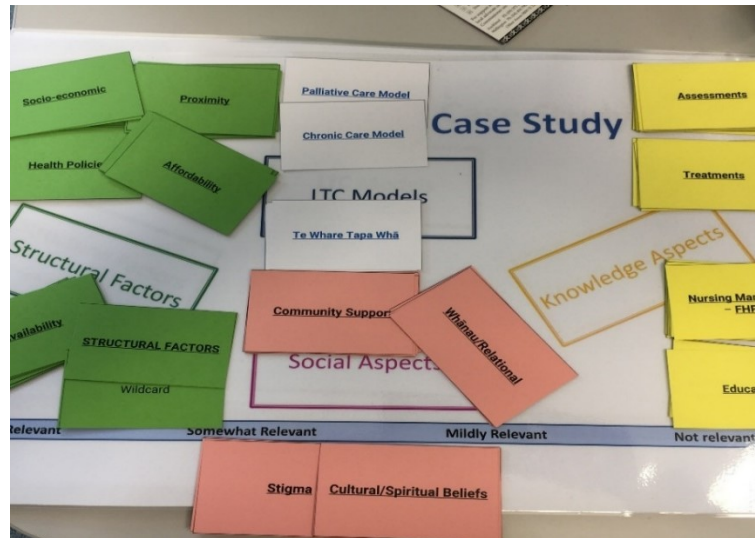 Socio-economic
Proximity
Palliative Care Model
Assessments
Chronic Care Model
Case Study
Health Policie
Affordability
Treatments
LTC Models
Te Whare Tapa Whā
Structural Factors
Knowledge Aspects
Community Suppor
Whānau/Relational
Nursing Ma
– FHP
vailability
STRUCTURAL FACTORS
Wildcard
Social Aspects
Educa
Relevant
Somewhat Relevant
Mildly Relevant
Not relevant
Stigma
Cultural/Spiritual Beliefs